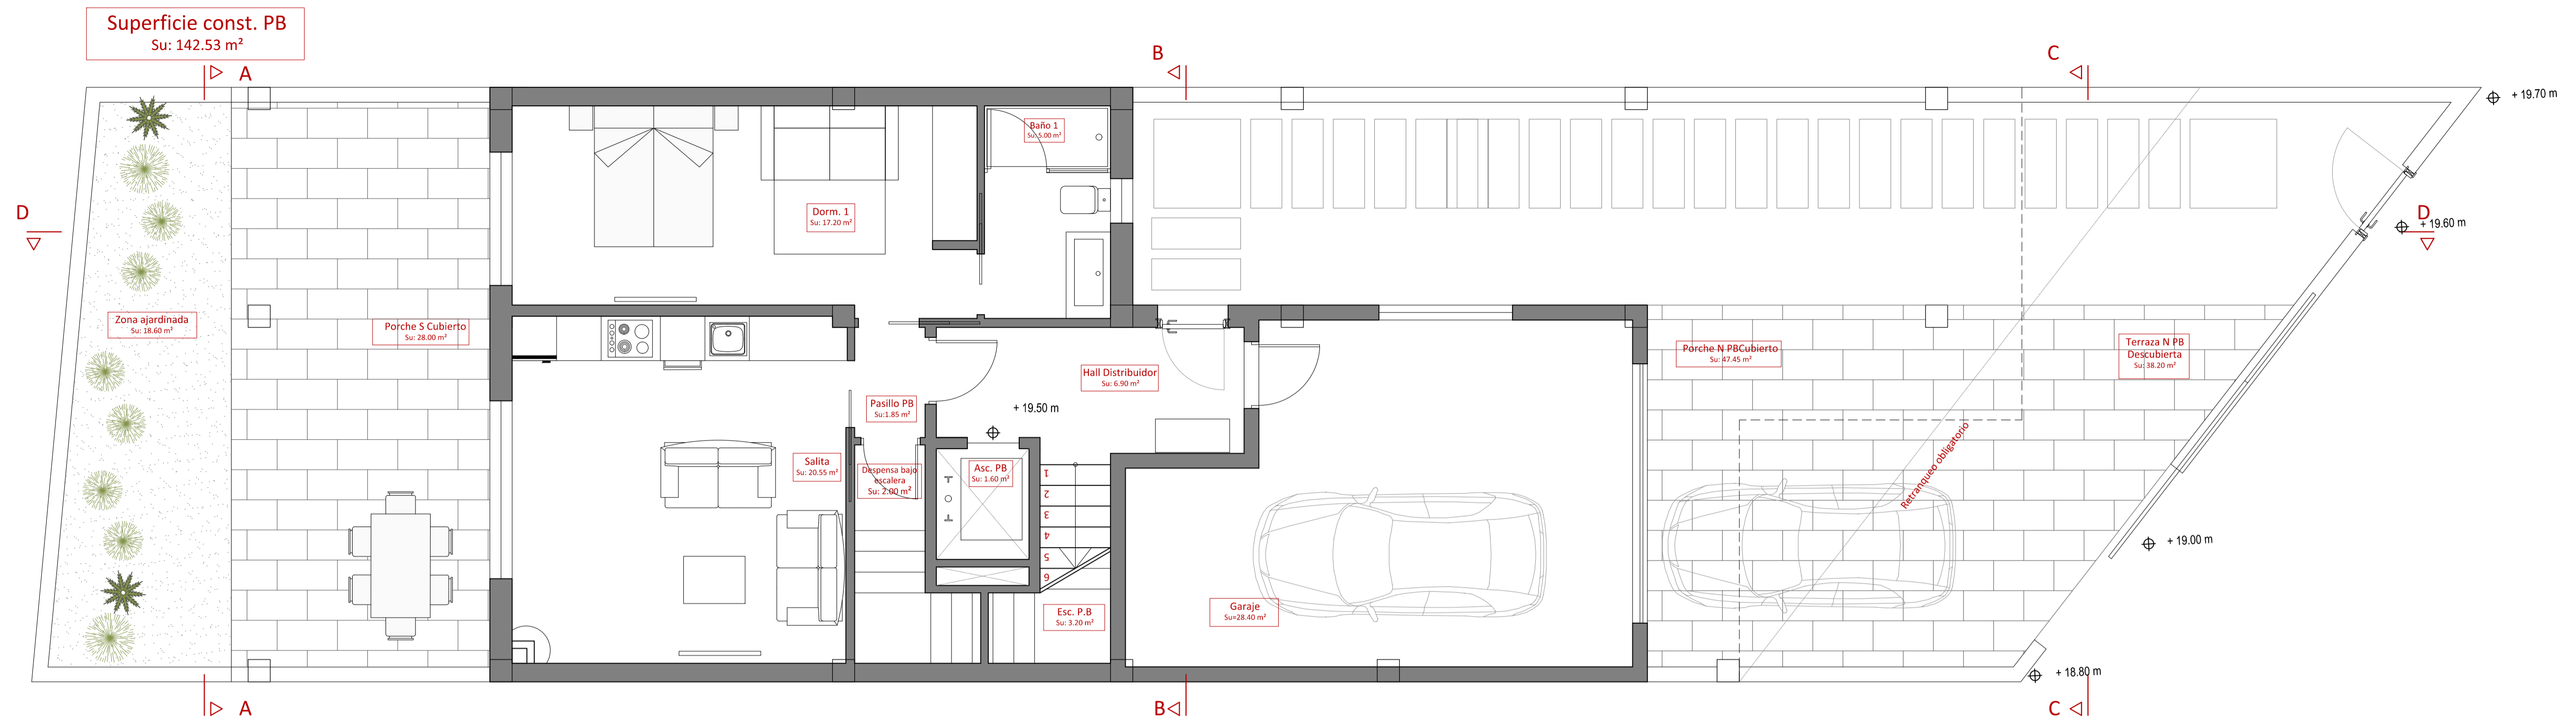 Superficie const. PB
Su: 142.53 m²
A
B
C
+ 19.70 m
D
D
+ 19.60 m
Baño 1
Su: 5.00 m²
Dorm. 1
Su: 17.20 m²
Zona ajardinada
Su: 18.60 m²
Porche S Cubierto
Su: 28.00 m²
Hall Distribuidor
Su: 6.90 m²
Porche N PBCubierto
Su: 47.45 m²
Terraza N PB
Descubierta
Su: 38.20 m²
Pasillo PB
Su:1.85 m²
+ 19.50 m
Retranqueo obligatorio
Salita
Su: 20.55 m²
Despensa bajo
escalera
Su: 2.00 m²
Asc. PB
Su: 1.60 m²
1
2
3
4
5
6
+ 19.00 m
Esc. P.B
Su: 3.20 m²
Garaje
Su=28.40 m²
+ 18.80 m
A
B
C